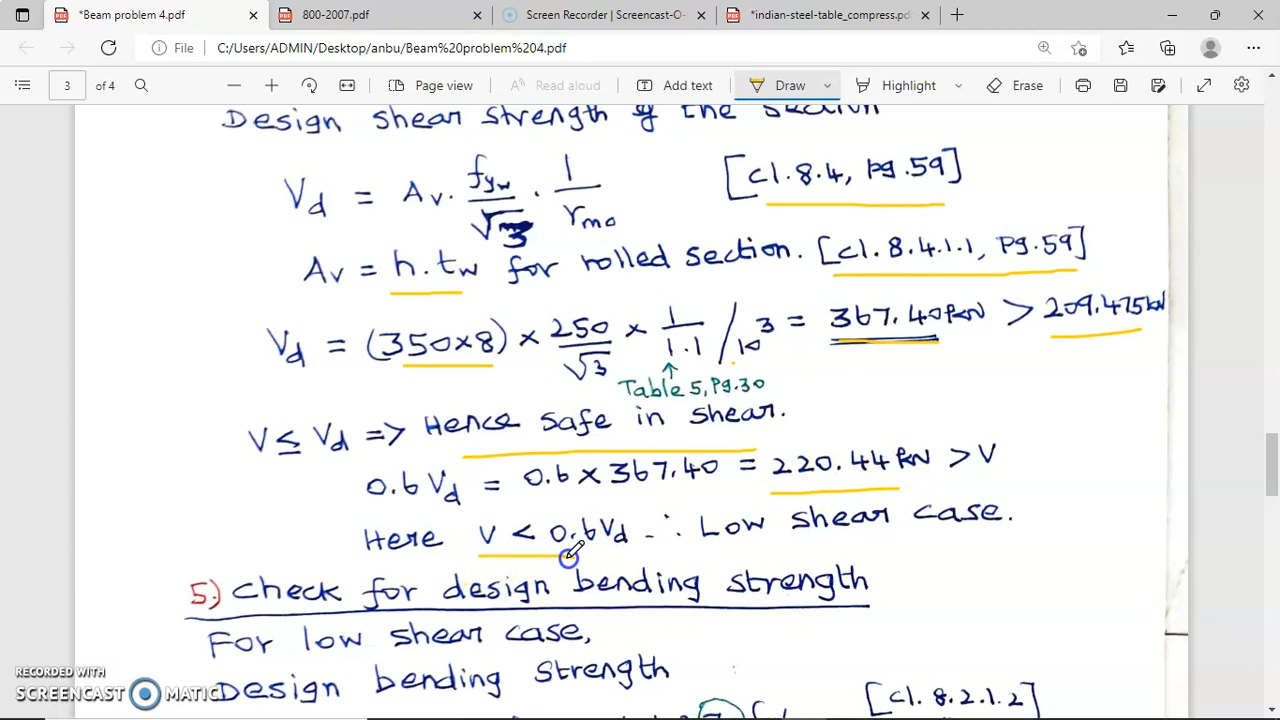 *Beam problem 4.pdf
800-2007.pdf
Screen Recorder | Screencast-O-
*indian-steel-table_compress.pd
File
C:/Users/ADMIN/Desktop/anbu/Beam%20problem%204.pdf
3
of 4
Page view
Read aloud
Add text
Draw
Highlight
Erase
Design shear strength of the section
Vd = Av. fyw/√3 . 1/γmo [cl.8.4, Pg.59]
Av = h.tw for rolled section. [cl.8.4.1.1, Pg.59]
Vd = (350×8) × 250/√3 × 1/1.1 /10³ = 367.40kN > 209.475kN
↑
Table 5, Pg.30
V ≤ Vd => Hence safe in shear.
0.6Vd = 0.6×367.40 = 220.44 kN > V
Here V < 0.6Vd - ∴ Low shear case.
5) Check for design bending strength
For low shear case,
Design bending strength
[cl.8.2.1.2]
RECORDED WITH
SCREENCAST MATIC